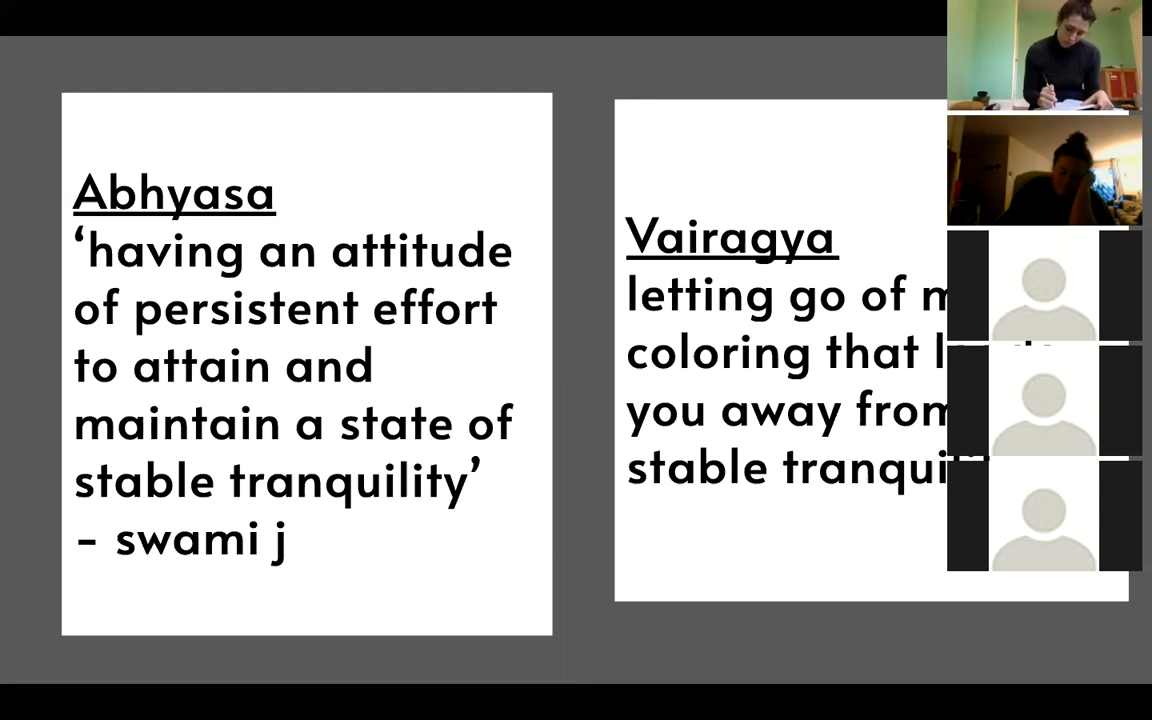 Abhyasa
‘having an attitude
of persistent effort
to attain and
maintain a state of
stable tranquility’
- swami j
Vairagya
letting go of
coloring that
you away from
stable